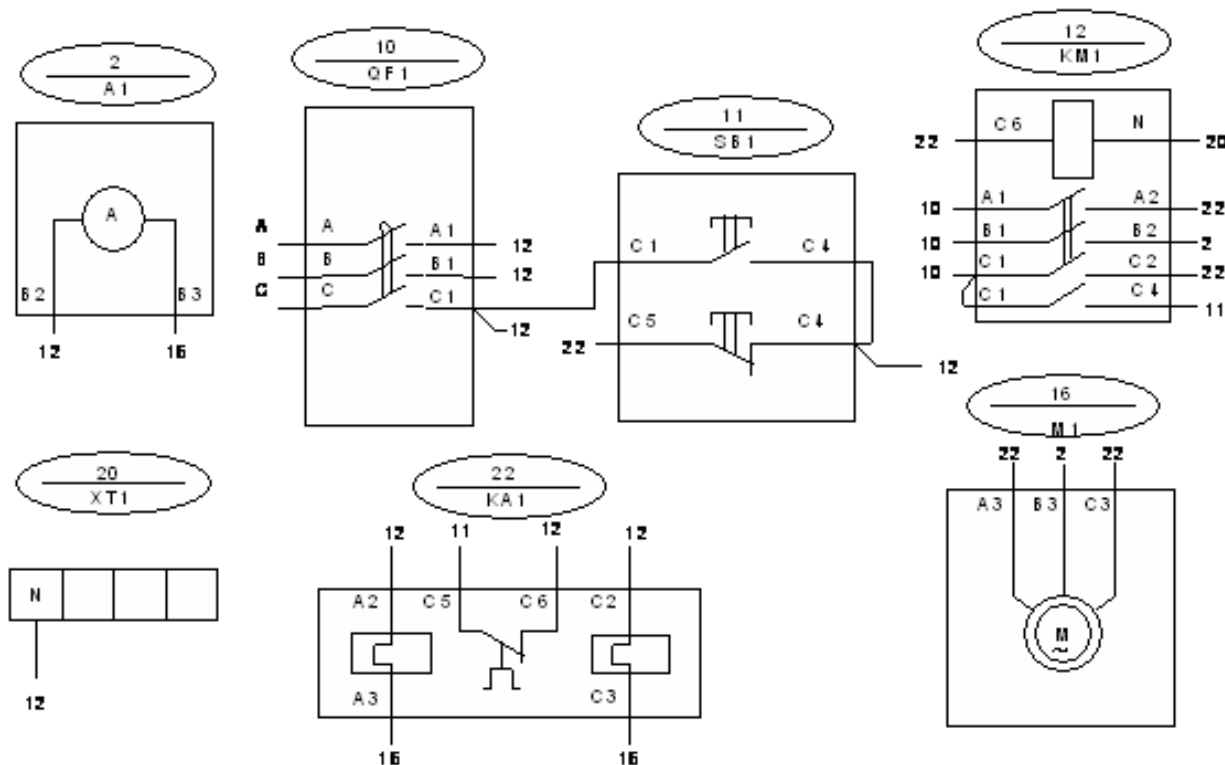 2
A1
A
B2 B3
12 16
10
QF1
A A A1 12
B B B1 12
C C C1
12
11
SB1
C1 C4
C5 C4
22
12
12
KM1
22 C6 N 20
10 A1 A2 22
10 B1 B2 2
10 C1 C2 22
C1 C4
11
20
XT1
N
12
22
KA1
12 11 12 12
A2 C5 C6 C2
A3 C3
16 16
16
M1
22 2 22
A3 B3 C3
M
~